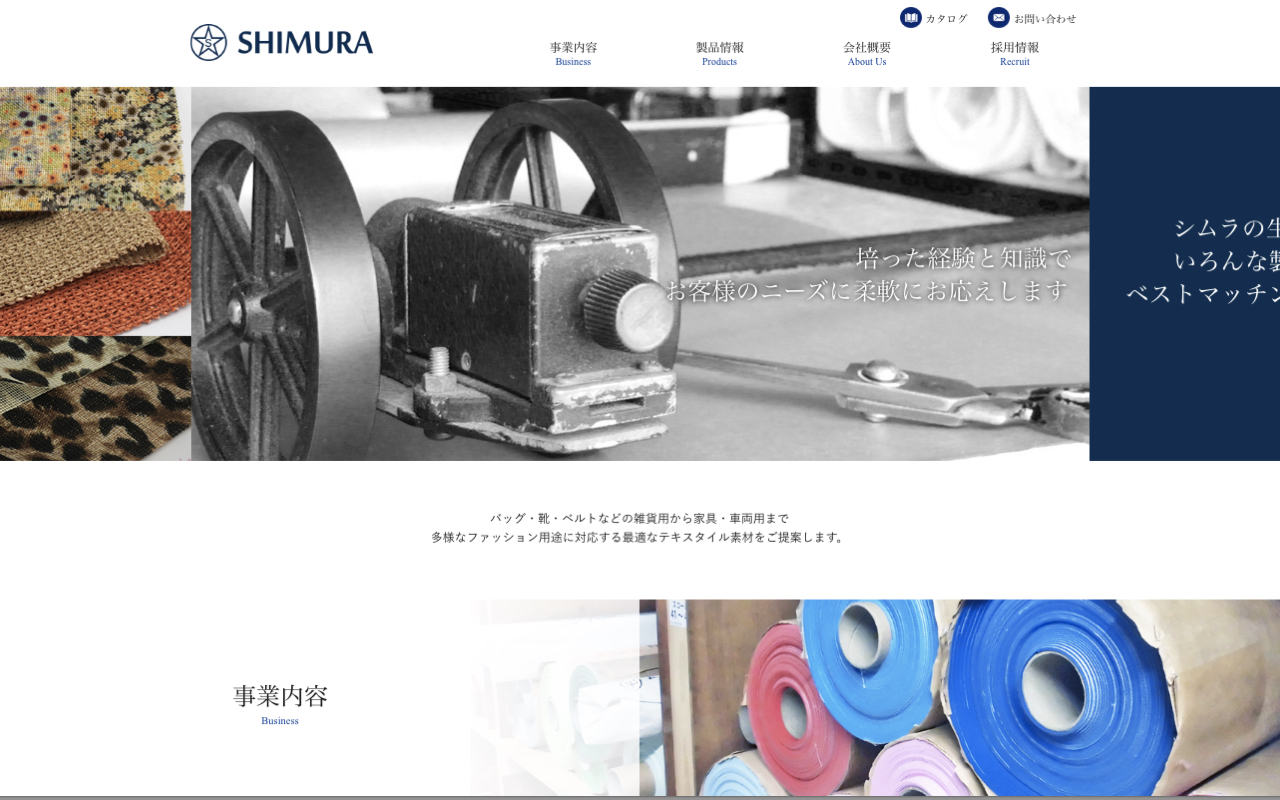 カタログ
お問い合わせ
SHIMURA
事業内容
Business
製品情報
Products
会社概要
About Us
採用情報
Recruit
培った経験と知識で
お客様のニーズに柔軟にお応えします
シムラの生
いろんな製
ベストマッチン
バッグ・靴・ベルトなどの雑貨用から家具・車両用まで
多様なファッション用途に対応する最適なテキスタイル素材をご提案します。
事業内容
Business